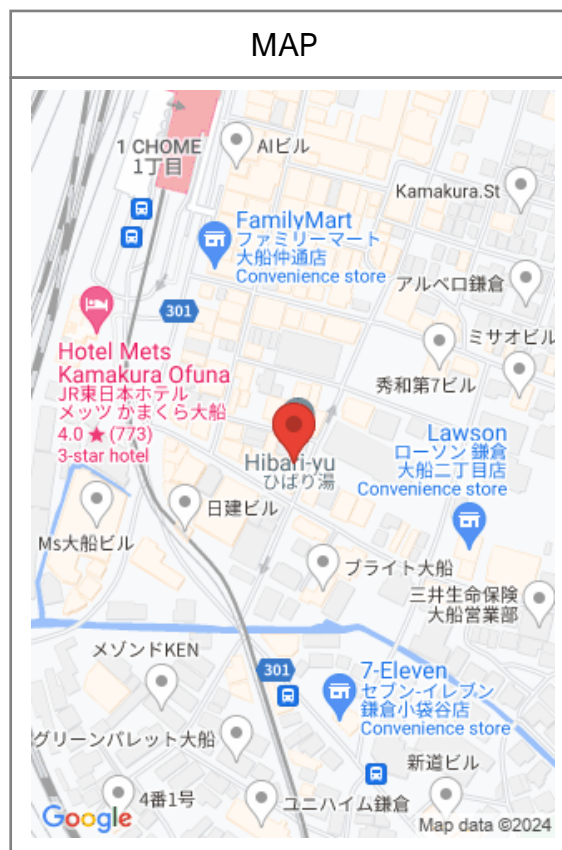 MAP
1 CHOME
1丁目
AIビル
Kamakura.St
FamilyMart
ファミリーマート
大船仲通店
Convenience store
アルベロ鎌倉
301
ミサオビル
Hotel Mets
Kamakura Ofuna
JR東日本ホテル
メッツ かまくら大船
4.0 ★ (773)
3-star hotel
秀和第7ビル
Lawson
ローソン 鎌倉
大船二丁目店
Convenience store
Hibari-yu
ひばり湯
日建ビル
Ms大船ビル
ブライト大船
三井生命保険
大船営業部
メゾンドKEN
301
7-Eleven
セブン-イレブン
鎌倉小袋谷店
Convenience store
グリーンパレット大船
新道ビル
4番1号
ユニハイム鎌倉
Google
Map data ©2024